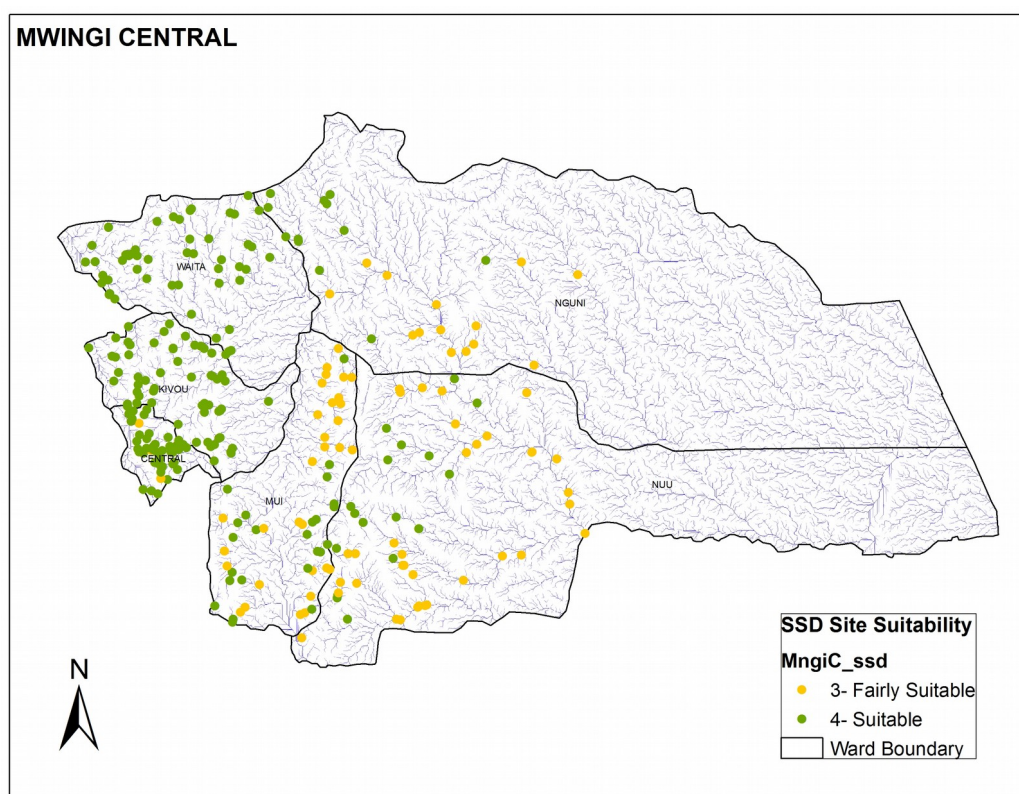 MWINGI CENTRAL
WAITA
NGUNI
KIVOU
CENTRAL
NUU
MUI
N
SSD Site Suitability
MngiC_ssd
3- Fairly Suitable
4- Suitable
Ward Boundary